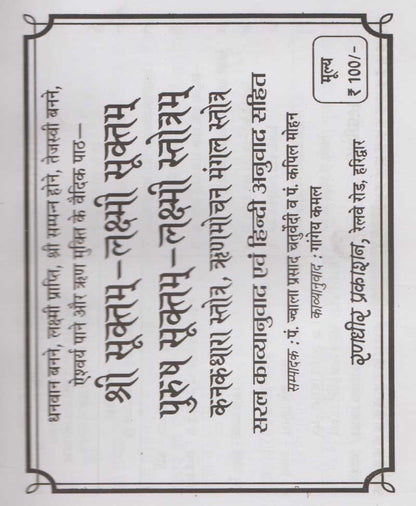 धनवान बनने, लक्ष्मी प्राप्ति, श्री सम्पन्न होने, तेजस्वी बनने,
ऐश्वर्य पाने और ऋण मुक्ति के वैदिक पाठ—
श्री सूक्तम्-लक्ष्मी सूक्तम्
पुरुष सूक्तम्-लक्ष्मी स्तोत्रम्
कनकधारा स्तोत्र, ऋणमोचन मंगल स्तोत्र
सरल काव्यानुवाद एवं हिन्दी अनुवाद सहित
सम्पादक : पं. ज्वाला प्रसाद चतुर्वेदी व पं. कपिल मोहन
काव्यानुवाद : गांगेय कमल
मूल्य
₹ 100/-
रणधीर प्रकाशन, रेलवे रोड, हरिद्वार